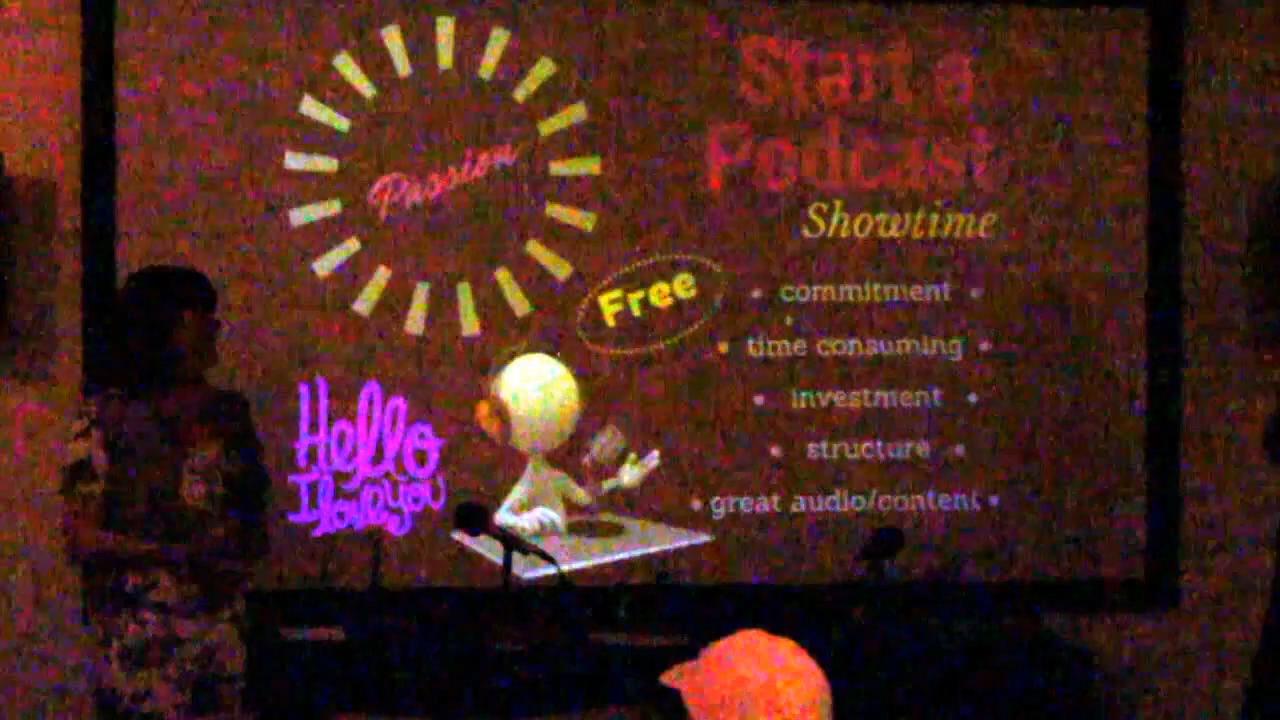 Passion
Start a
Podcast
Showtime
Free
• commitment •
• time consuming •
• investment •
• structure •
• great audio/content •
Hello
I love you